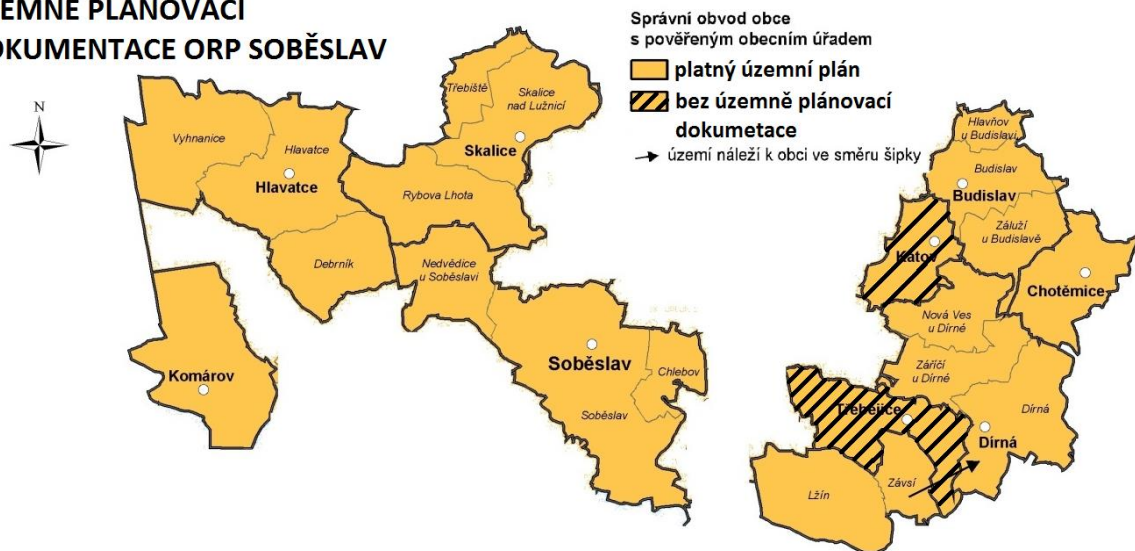 ZEMNĚ PLÁNOVACÍ
OKUMENTACE ORP SOBĚSLAV
Správní obvod obce
s pověřeným obecním úřadem
platný územní plán
bez územně plánovací
dokumetace
území náleží k obci ve směru šipky
N
Třebiště
Skalice
nad Lužnicí
Skalice
Vyhnanice
Hlavatce
Hlavatce
Rybova Lhota
Debrník
Nedvědice
u Soběslavi
Komárov
Soběslav
Chlebov
Soběslav
Hlavňov
u Budislavi
Budislav
Budislav
Záluží
u Budislavě
Katov
Chotěmice
Nová Ves
u Dírné
Záříčí
u Dírné
Dírná
Třebějice
Dírná
Závsí
Lžín